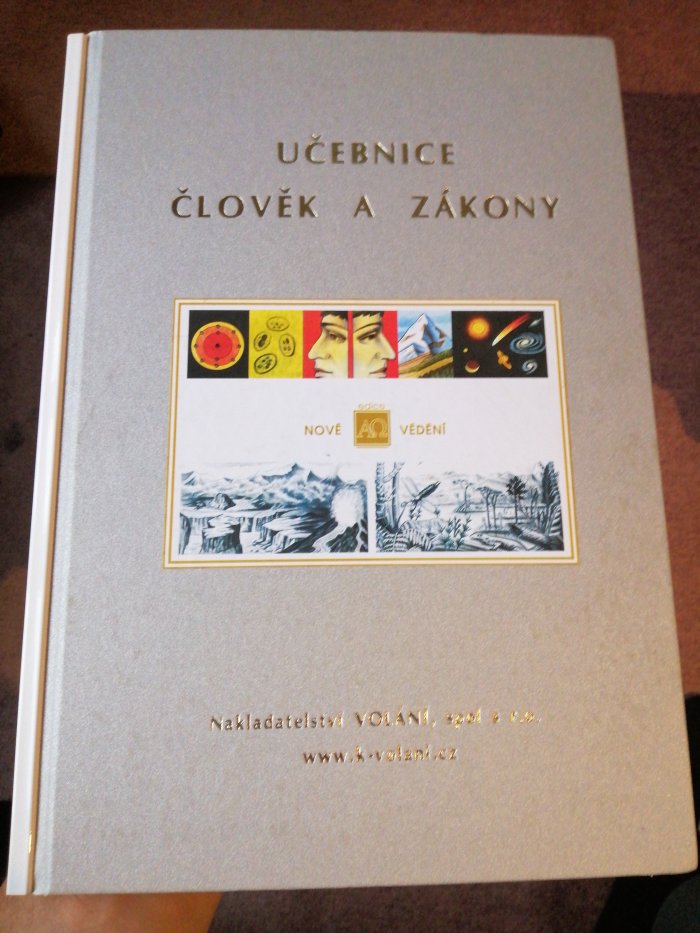 UČEBNICE
ČLOVĚK A ZÁKONY
edice
NOVÉ ΑΩ VĚDĚNÍ
Nakladatelství VOLÁNÍ, spol s r.o.
www.k-volani.cz